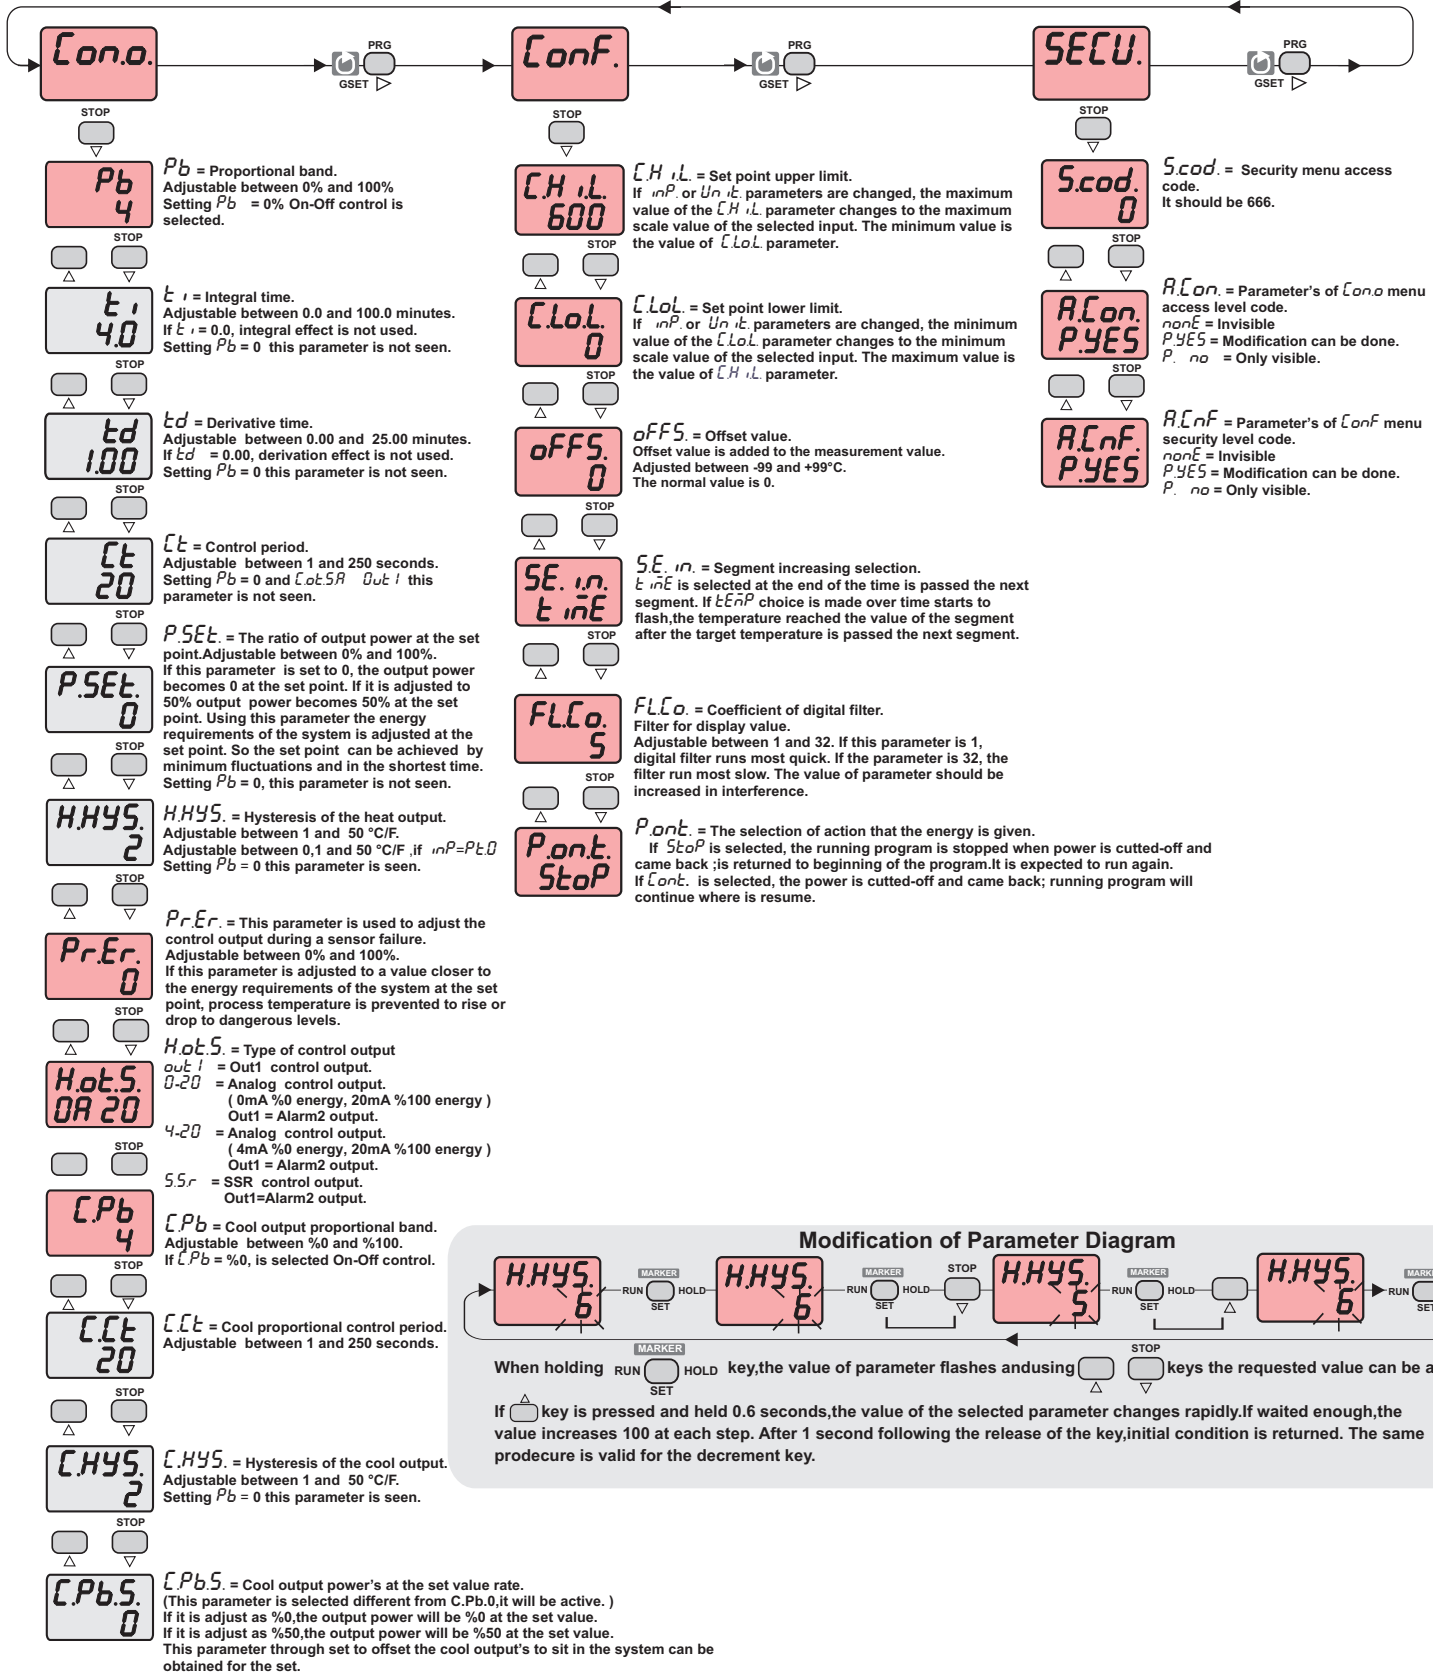 Con.o.
PRG
GSET
ConF.
PRG
GSET
SECU.
PRG
GSET
STOP
Pb
4
Pb = Proportional band.
Adjustable between 0% and 100%
Setting Pb = 0% On-Off control is
selected.
STOP
ti
4.0
ti = Integral time.
Adjustable between 0.0 and 100.0 minutes.
If ti = 0.0, integral effect is not used.
Setting Pb = 0 this parameter is not seen.
STOP
td
1.00
td = Derivative time.
Adjustable between 0.00 and 25.00 minutes.
If td = 0.00, derivation effect is not used.
Setting Pb = 0 this parameter is not seen.
STOP
Ct
20
Ct = Control period.
Adjustable between 1 and 250 seconds.
Setting Pb = 0 and C.ot.SA Out 1 this
parameter is not seen.
STOP
P.SEt.
0
P.SEt. = The ratio of output power at the set
point.Adjustable between 0% and 100%.
If this parameter is set to 0, the output power
becomes 0 at the set point. If it is adjusted to
50% output power becomes 50% at the set
point. Using this parameter the energy
requirements of the system is adjusted at the
set point. So the set point can be achieved by
minimum fluctuations and in the shortest time.
Setting Pb = 0, this parameter is not seen.
STOP
H.HYS.
2
H.HYS. = Hysteresis of the heat output.
Adjustable between 1 and 50 °C/F.
Adjustable between 0,1 and 50 °C/F ,if inP=Pt.0
Setting Pb = 0 this parameter is seen.
STOP
Pr.Er.
0
Pr.Er. = This parameter is used to adjust the
control output during a sensor failure.
Adjustable between 0% and 100%.
If this parameter is adjusted to a value closer to
the energy requirements of the system at the set
point, process temperature is prevented to rise or
drop to dangerous levels.
STOP
H.ot.S.
0A 20
H.ot.S. = Type of control output
out 1 = Out1 control output.
0-20 = Analog control output.
( 0mA %0 energy, 20mA %100 energy )
Out1 = Alarm2 output.
4-20 = Analog control output.
( 4mA %0 energy, 20mA %100 energy )
Out1 = Alarm2 output.
S.S.r = SSR control output.
Out1=Alarm2 output.
STOP
C.Pb
4
C.Pb = Cool output proportional band.
Adjustable between %0 and %100.
If C.Pb = %0, is selected On-Off control.
STOP
C.Ct
20
C.Ct = Cool proportional control period.
Adjustable between 1 and 250 seconds.
STOP
C.HYS.
2
C.HYS. = Hysteresis of the cool output.
Adjustable between 1 and 50 °C/F.
Setting Pb = 0 this parameter is seen.
STOP
C.Pb.S.
0
C.Pb.S. = Cool output power's at the set value rate.
(This parameter is selected different from C.Pb.0,it will be active. )
If it is adjust as %0,the output power will be %0 at the set value.
If it is adjust as %50,the output power will be %50 at the set value.
This parameter through set to offset the cool output's to sit in the system can be
obtained for the set.
STOP
C.Hi.L.
600
C.Hi.L. = Set point upper limit.
If inP. or Unit. parameters are changed, the maximum
value of the C.Hi.L. parameter changes to the maximum
scale value of the selected input. The minimum value is
the value of C.Lo.L. parameter.
STOP
C.Lo.L.
0
C.LoL. = Set point lower limit.
If inP. or Unit. parameters are changed, the minimum
value of the C.Lo.L. parameter changes to the minimum
scale value of the selected input. The maximum value is
the value of C.Hi.L. parameter.
STOP
oFFS.
0
oFFS. = Offset value.
Offset value is added to the measurement value.
Adjusted between -99 and +99°C.
The normal value is 0.
STOP
SE. i.n.
timE
S.E. in. = Segment increasing selection.
timE is selected at the end of the time is passed the next
segment. If tEmP choice is made over time starts to
flash,the temperature reached the value of the segment
after the target temperature is passed the next segment.
STOP
FL.Co.
5
FL.Co. = Coefficient of digital filter.
Filter for display value.
Adjustable between 1 and 32. If this parameter is 1,
digital filter runs most quick. If the parameter is 32, the
filter run most slow. The value of parameter should be
increased in interference.
STOP
P.on.t.
StoP
P.ont. = The selection of action that the energy is given.
If StoP is selected, the running program is stopped when power is cutted-off and
came back ;is returned to beginning of the program.It is expected to run again.
If Cont. is selected, the power is cutted-off and came back; running program will
continue where is resume.
STOP
S.cod.
0
S.cod. = Security menu access
code.
It should be 666.
STOP
A.Con.
P.YES
A.Con. = Parameter's of Con.o menu
access level code.
nonE = Invisible
P.YES = Modification can be done.
P. no = Only visible.
STOP
A.CnF.
P.YES
A.CnF = Parameter's of ConF menu
security level code.
nonE = Invisible
P.YES = Modification can be done.
P. no = Only visible.
Modification of Parameter Diagram
H.HYS.
6
MARKER
RUN HOLD
SET
H.HYS.
6
MARKER
RUN HOLD
SET
STOP
H.HYS.
5
MARKER
RUN HOLD
SET
H.HYS.
6
MARK
RUN
SET
When holding MARKER RUN HOLD SET key,the value of parameter flashes andusing STOP keys the requested value can be a
If key is pressed and held 0.6 seconds,the value of the selected parameter changes rapidly.If waited enough,the
value increases 100 at each step. After 1 second following the release of the key,initial condition is returned. The same
prodecure is valid for the decrement key.